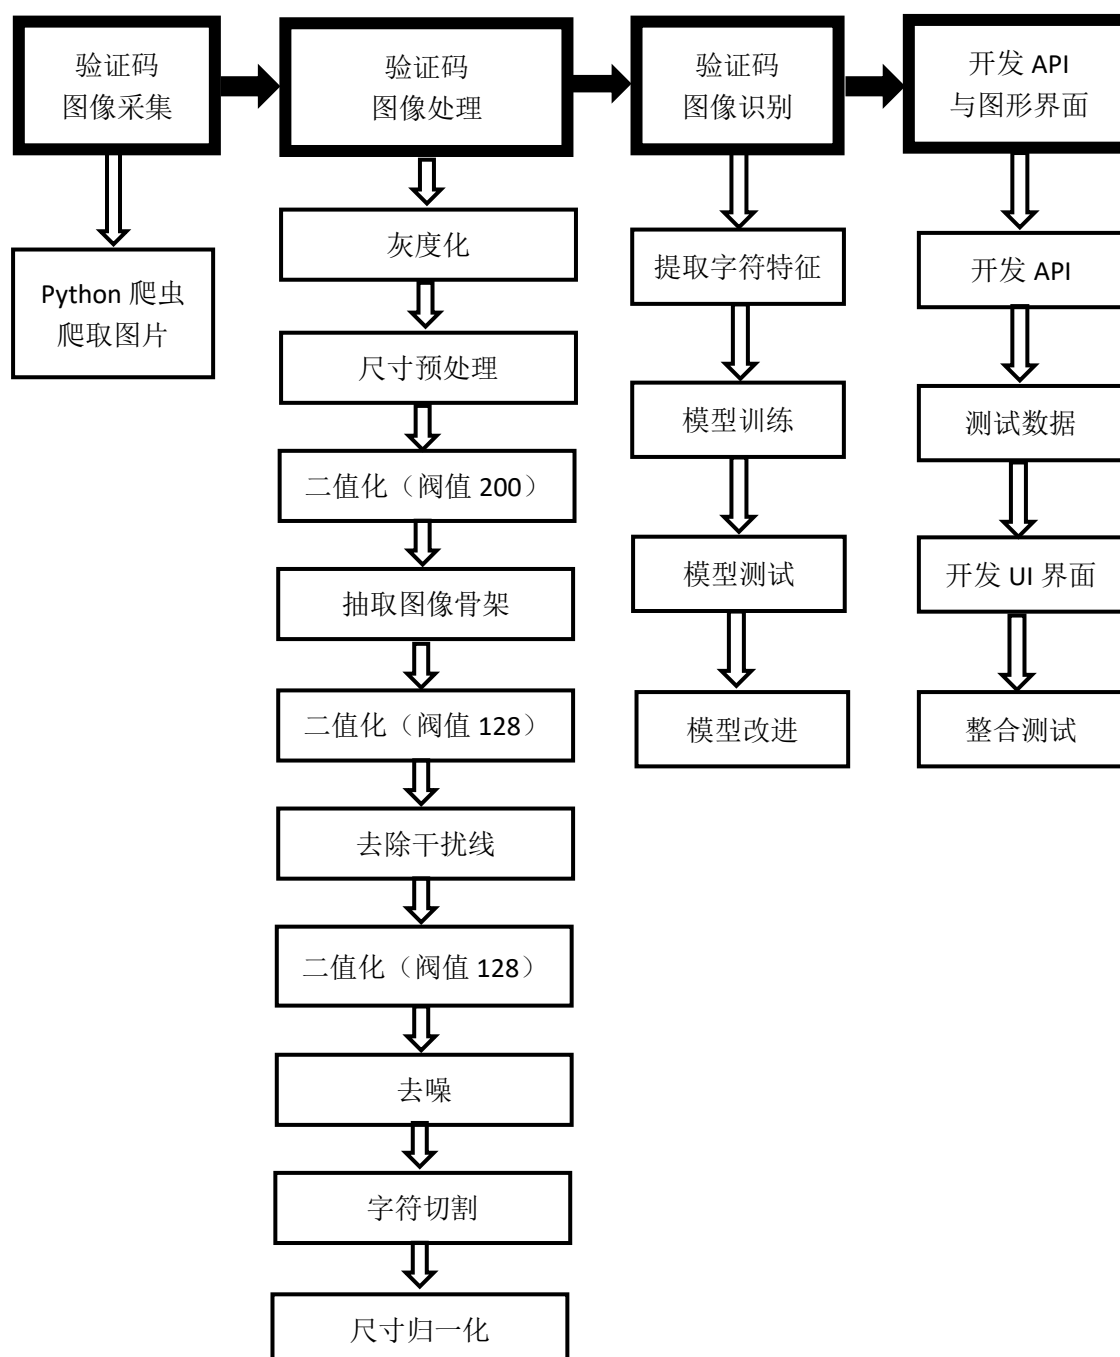 验证码
图像采集
验证码
图像处理
验证码
图像识别
开发 API
与图形界面
Python 爬虫
爬取图片
灰度化
尺寸预处理
二值化（阀值 200）
抽取图像骨架
二值化（阀值 128）
去除干扰线
二值化（阀值 128）
去噪
字符切割
尺寸归一化
提取字符特征
模型训练
模型测试
模型改进
开发 API
测试数据
开发 UI 界面
整合测试